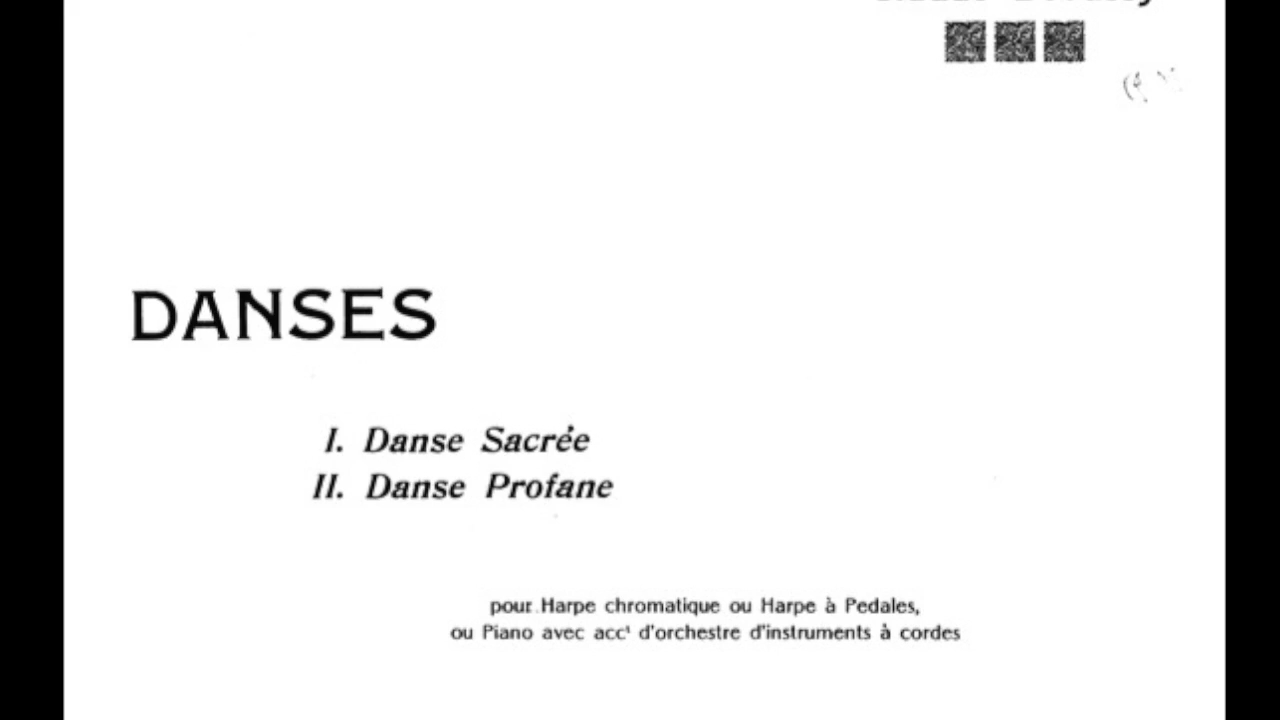 DANSES
I. Danse Sacrée
II. Danse Profane
pour Harpe chromatique ou Harpe à Pedales,
ou Piano avec accᵗ d'orchestre d'instruments à cordes